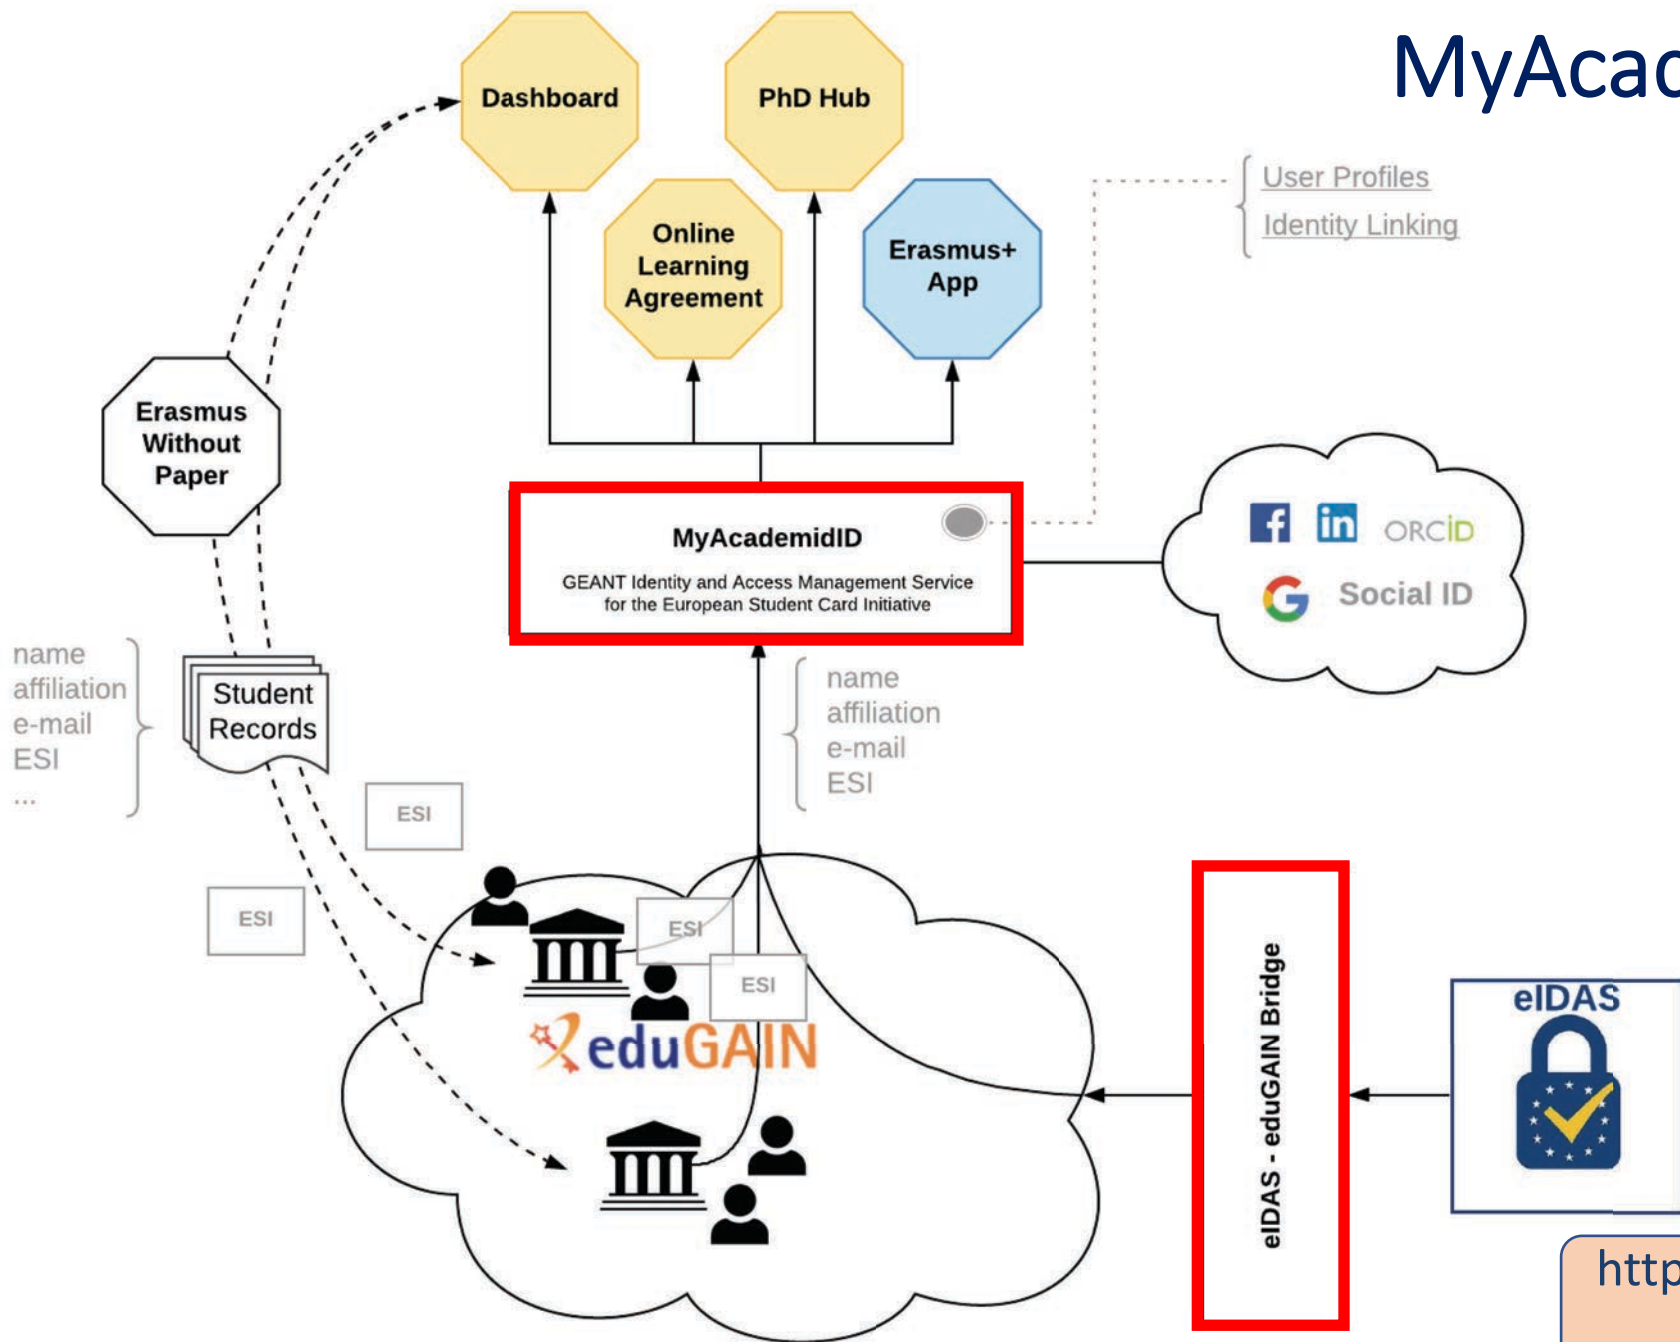 MyAcad
Dashboard
PhD Hub
User Profiles
Identity Linking
Online
Learning
Agreement
Erasmus+
App
Erasmus
Without
Paper
MyAcademidID
GEANT Identity and Access Management Service
for the European Student Card Initiative
in ORCiD
Social ID
name
affiliation
e-mail
ESI
...
Student
Records
name
affiliation
e-mail
ESI
ESI
ESI
ESI
ESI
eduGAIN
eIDAS - eduGAIN Bridge
eIDAS
http